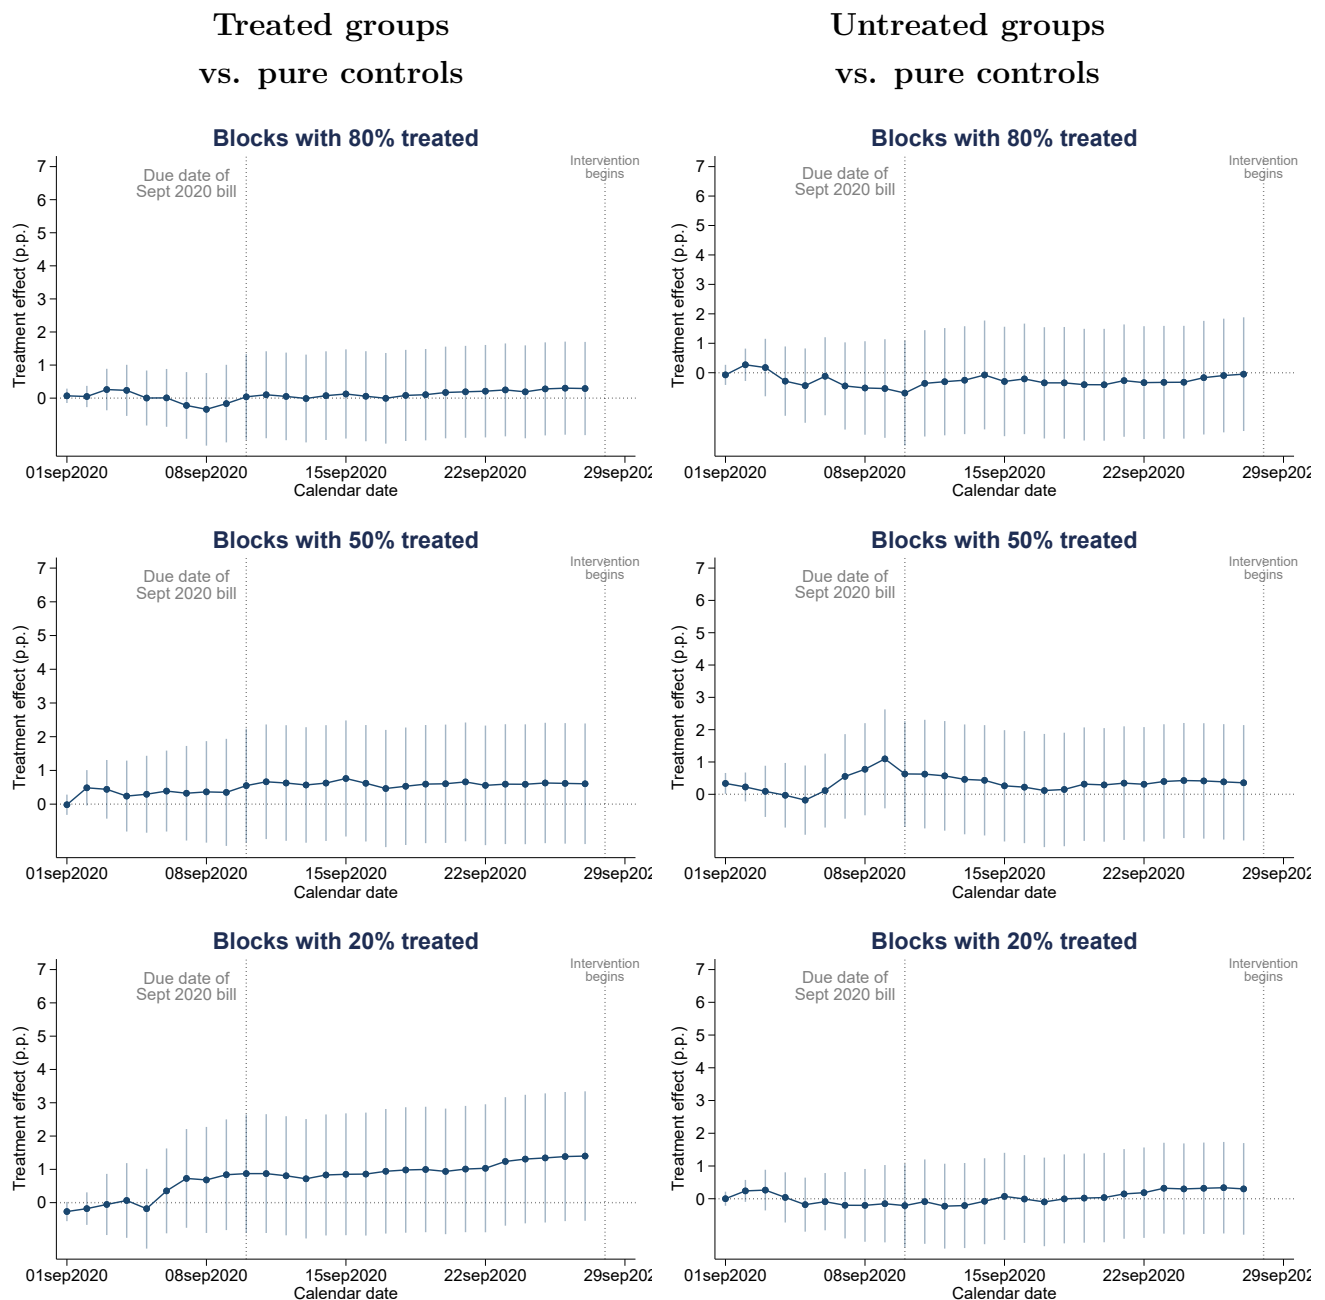 Treated groups
vs. pure controls
Untreated groups
vs. pure controls
Blocks with 80% treated
Due date of
Sept 2020 bill
Intervention
begins
Treatment effect (p.p.)
7
6
5
4
3
2
1
0
01sep2020 08sep2020 15sep2020 22sep2020 29sep202
Calendar date
Blocks with 80% treated
Due date of
Sept 2020 bill
Intervention
begins
Treatment effect (p.p.)
7
6
5
4
3
2
1
0
01sep2020 08sep2020 15sep2020 22sep2020 29sep202
Calendar date
Blocks with 50% treated
Due date of
Sept 2020 bill
Intervention
begins
Treatment effect (p.p.)
7
6
5
4
3
2
1
0
01sep2020 08sep2020 15sep2020 22sep2020 29sep202
Calendar date
Blocks with 50% treated
Due date of
Sept 2020 bill
Intervention
begins
Treatment effect (p.p.)
7
6
5
4
3
2
1
0
01sep2020 08sep2020 15sep2020 22sep2020 29sep202
Calendar date
Blocks with 20% treated
Due date of
Sept 2020 bill
Intervention
begins
Treatment effect (p.p.)
7
6
5
4
3
2
1
0
01sep2020 08sep2020 15sep2020 22sep2020 29sep202
Calendar date
Blocks with 20% treated
Due date of
Sept 2020 bill
Intervention
begins
Treatment effect (p.p.)
7
6
5
4
3
2
1
0
01sep2020 08sep2020 15sep2020 22sep2020 29sep202
Calendar date